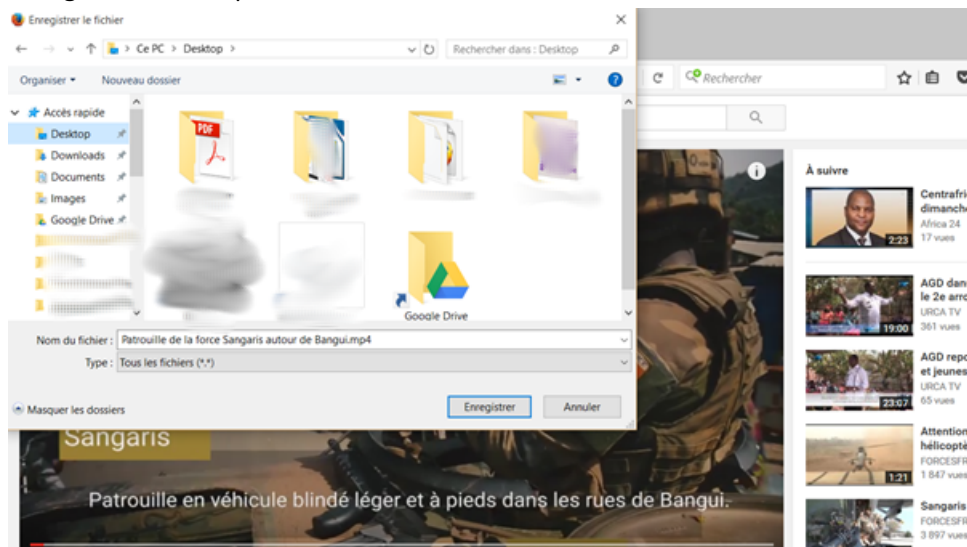 Enregistrer le fichier
Ce PC > Desktop >
Rechercher dans : Desktop
Organiser
Nouveau dossier
Accès rapide
Desktop
Downloads
Documents
Images
Google Drive
PDF
Google Drive
Nom du fichier : Patrouille de la force Sangaris autour de Bangui.mp4
Type : Tous les fichiers (*.*)
Masquer les dossiers
Enregistrer
Annuler
Rechercher
Sangaris
Patrouille en véhicule blindé léger et à pieds dans les rues de Bangui.
À suivre
Centrafri
dimanche
Africa 24
17 vues
2:23
AGD dan
le 2e arro
URCA TV
361 vues
19:00
AGD repo
et jeunes
URCA TV
65 vues
23:07
Attention
hélicoptè
FORCESFR
1 847 vues
1:21
Sangaris
FORCESFR
3 897 vues